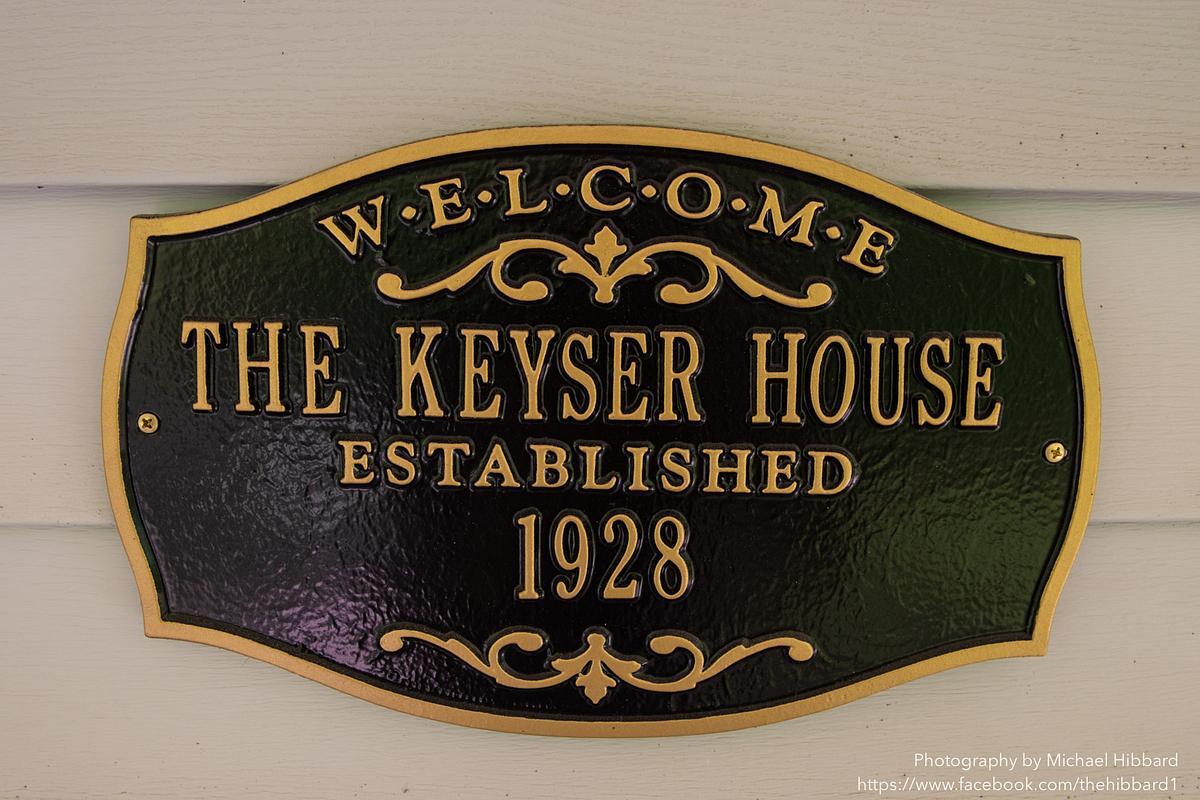 W·E·L·C·O·M·E
THE KEYSER HOUSE
ESTABLISHED
1928
Photography by Michael Hibbard
https://www.facebook.com/thehibbard1